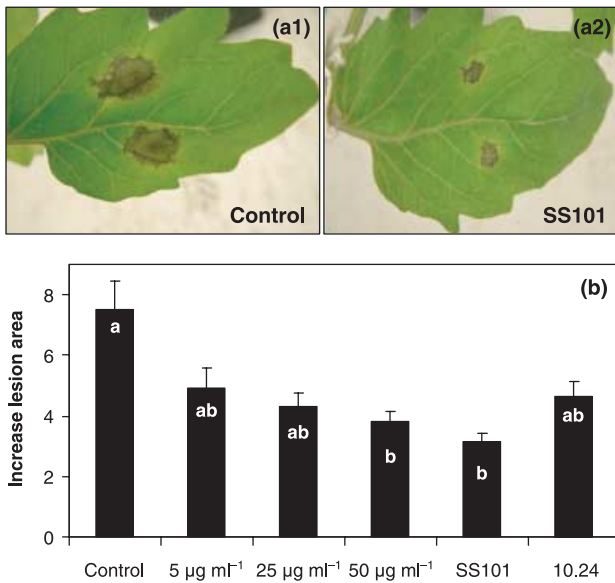 (a1)
Control
(a2)
SS101
(b)
Increase lesion area
8
6
4
2
0
a
ab
ab
b
b
ab
Control 5 µg ml⁻¹ 25 µg ml⁻¹ 50 µg ml⁻¹ SS101 10.24